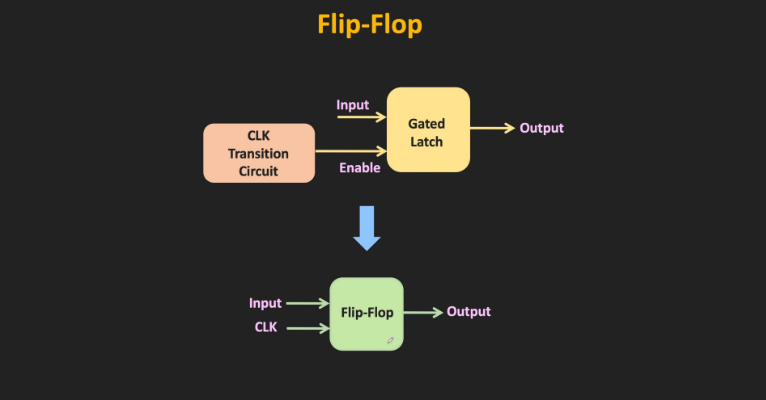 Flip-Flop
Input
Gated
Latch
Output
CLK
Transition
Circuit
Enable
Input
CLK
Flip-Flop
Output